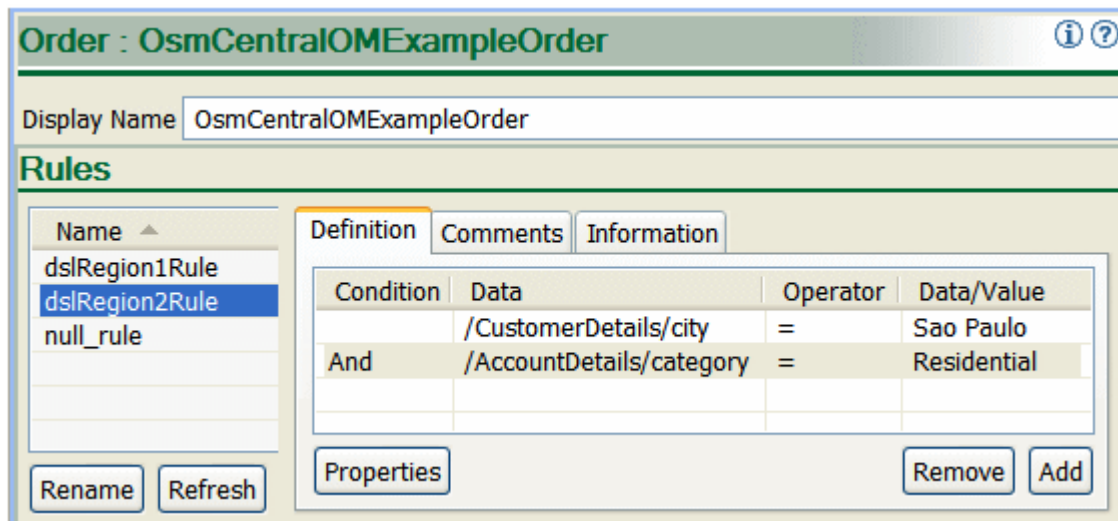 Order : OsmCentralOMExampleOrder
Display Name OsmCentralOMExampleOrder
Rules
Name
dslRegion1Rule
dslRegion2Rule
null_rule
Rename Refresh
Definition Comments Information
Condition Data Operator Data/Value
/CustomerDetails/city = Sao Paulo
And /AccountDetails/category = Residential
Properties Remove Add